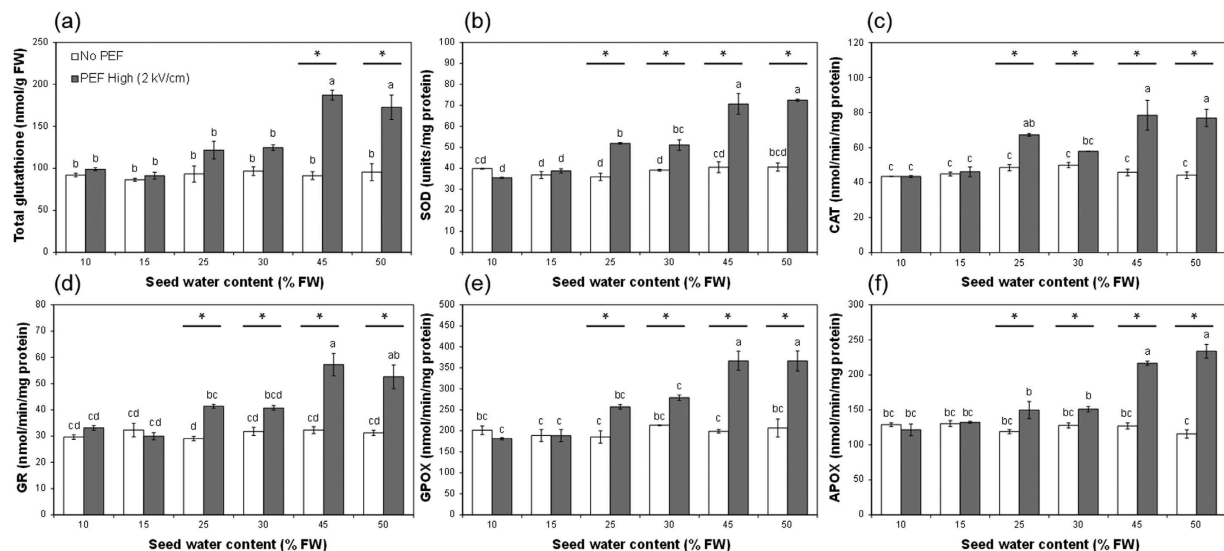 (a)
Total glutathione (nmol/g FW)
250
200
150
100
50
0
No PEF
PEF High (2 kV/cm)
* *
b b b b b b b b b a b a
10 15 25 30 45 50
Seed water content (% FW)
(b)
SOD (units/mg protein)
100
90
80
70
60
50
40
30
20
10
0
* * * *
cd d d d d b d bc cd a bcd a
10 15 25 30 45 50
Seed water content (% FW)
(c)
CAT (nmol/min/mg protein)
120
100
80
60
40
20
0
* * * *
c c c c c ab c bc c a c a
10 15 25 30 45 50
Seed water content (% FW)
(d)
GR (nmol/min/mg protein)
80
70
60
50
40
30
20
10
0
* * * *
cd cd cd cd d bc cd bcd cd a cd ab
10 15 25 30 45 50
Seed water content (% FW)
(e)
GPOX (nmol/min/mg protein)
500
450
400
350
300
250
200
150
100
50
0
* * * *
bc c c c c bc bc c c a bc a
10 15 25 30 45 50
Seed water content (% FW)
(f)
APOX (nmol/min/mg protein)
300
250
200
150
100
50
0
* * * *
bc bc bc bc bc b bc b bc a c a
10 15 25 30 45 50
Seed water content (% FW)